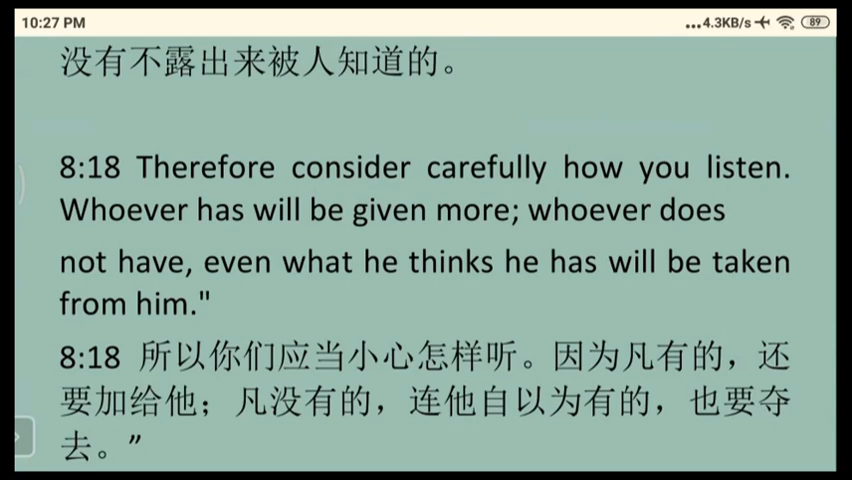 10:27 PM
...4.3KB/s
89
没有不露出来被人知道的。
8:18 Therefore consider carefully how you listen.
Whoever has will be given more; whoever does
not have, even what he thinks he has will be taken
from him."
8:18 所以你们应当小心怎样听。因为凡有的，还
要加给他；凡没有的，连他自以为有的，也要夺
去。”